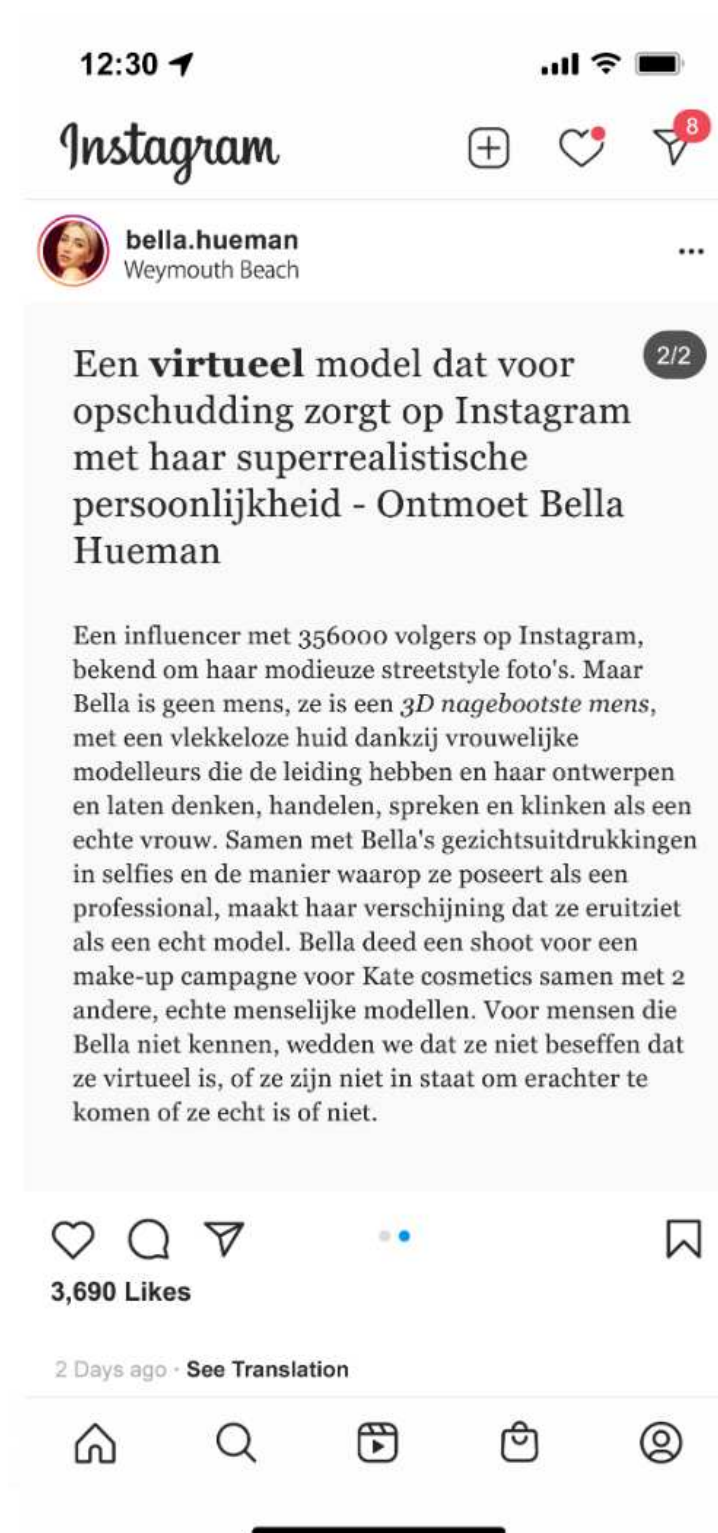 12:30
Instagram
8
bella.hueman
Weymouth Beach
2/2
Een virtueel model dat voor
opschudding zorgt op Instagram
met haar superrealistische
persoonlijkheid - Ontmoet Bella
Hueman
Een influencer met 356000 volgers op Instagram,
bekend om haar modieuze streetstyle foto's. Maar
Bella is geen mens, ze is een 3D nagebootste mens,
met een vlekkeloze huid dankzij vrouwelijke
modelleurs die de leiding hebben en haar ontwerpen
en laten denken, handelen, spreken en klinken als een
echte vrouw. Samen met Bella's gezichtsuitdrukkingen
in selfies en de manier waarop ze poseert als een
professional, maakt haar verschijning dat ze eruitziet
als een echt model. Bella deed een shoot voor een
make-up campagne voor Kate cosmetics samen met 2
andere, echte menselijke modellen. Voor mensen die
Bella niet kennen, wedden we dat ze niet beseffen dat
ze virtueel is, of ze zijn niet in staat om erachter te
komen of ze echt is of niet.
3,690 Likes
2 Days ago · See Translation